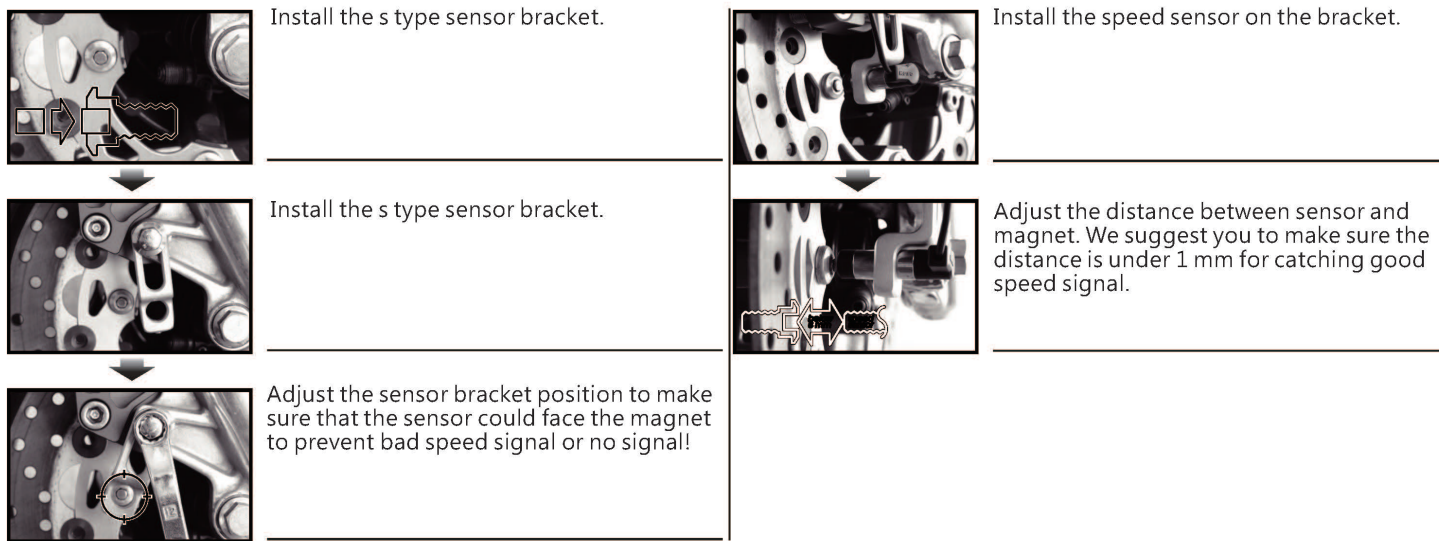 Install the s type sensor bracket.
Install the s type sensor bracket.
Adjust the sensor bracket position to make
sure that the sensor could face the magnet
to prevent bad speed signal or no signal!
Install the speed sensor on the bracket.
Adjust the distance between sensor and
magnet. We suggest you to make sure the
distance is under 1 mm for catching good
speed signal.